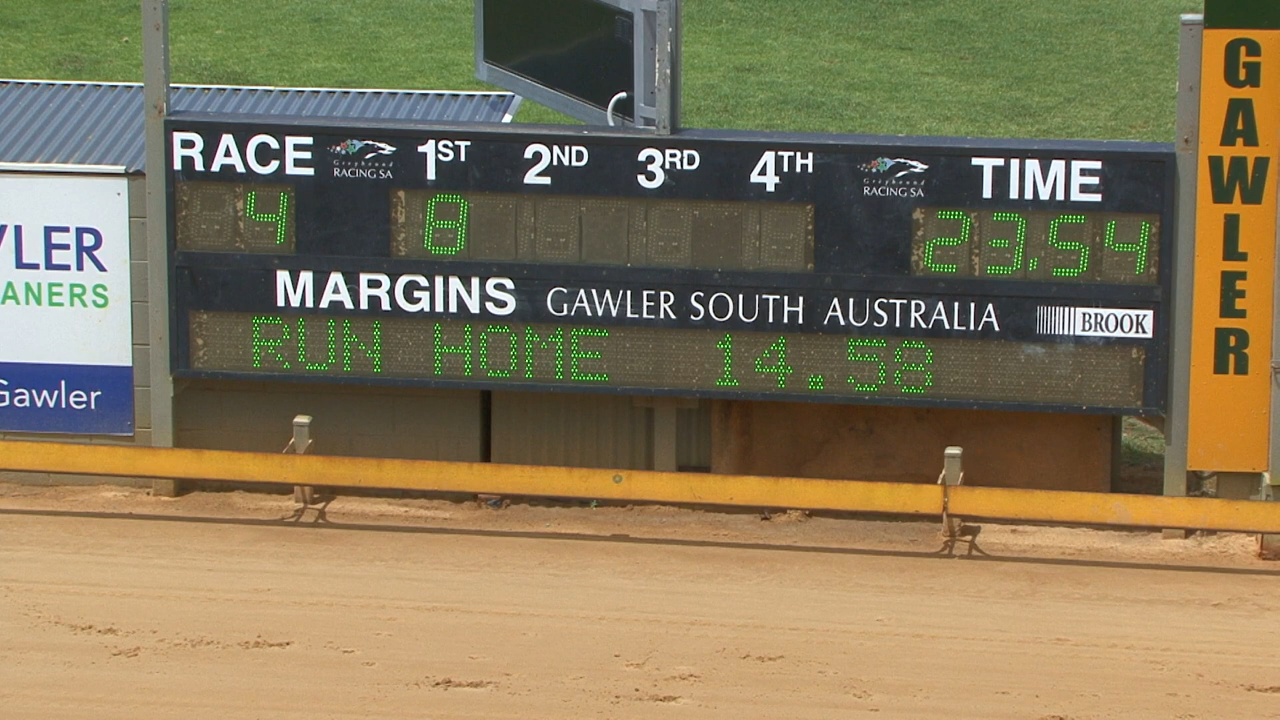 RACE Greyhound RACING SA 1ST 2ND 3RD 4TH Greyhound RACING SA TIME
4 8 23.54
MARGINS GAWLER SOUTH AUSTRALIA BROOK
RUN HOME 14.58
GAWLER
LER
ANERS
Gawler